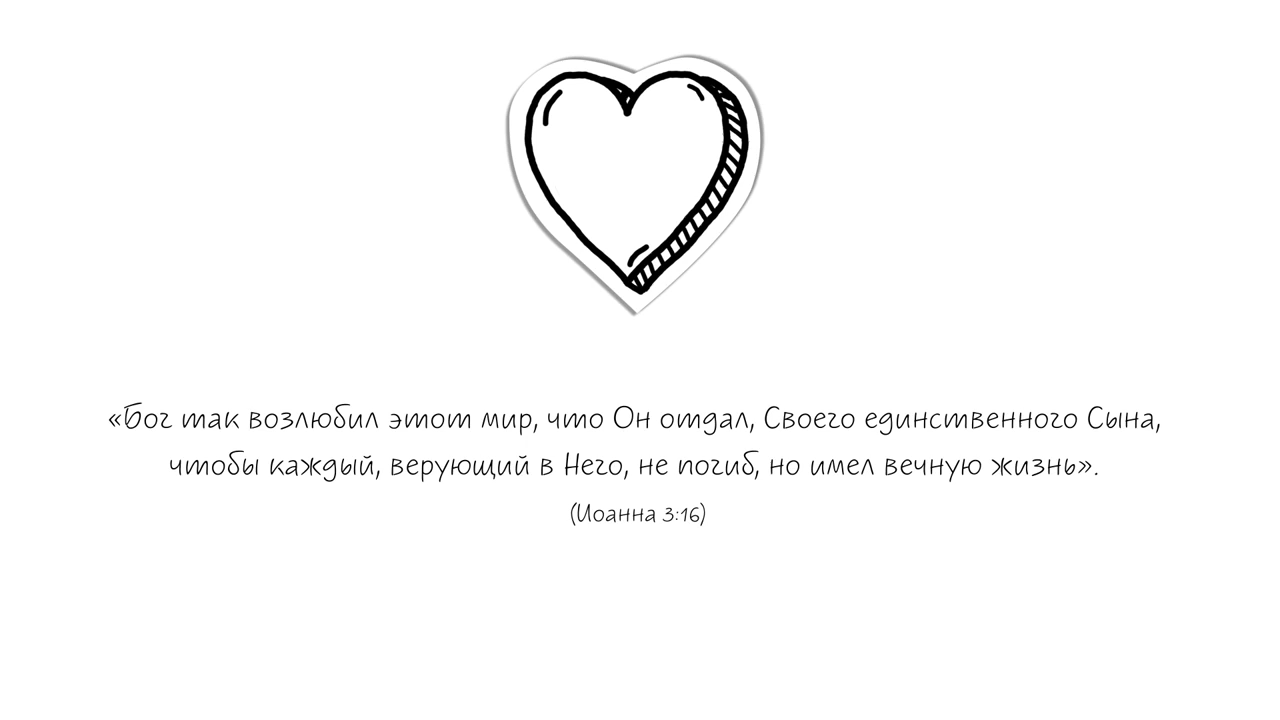 «Бог так возлюбил этот мир, что Он отдал, Своего единственного Сына,
чтобы каждый, верующий в Него, не погиб, но имел вечную жизнь».
(Иоанна 3:16)